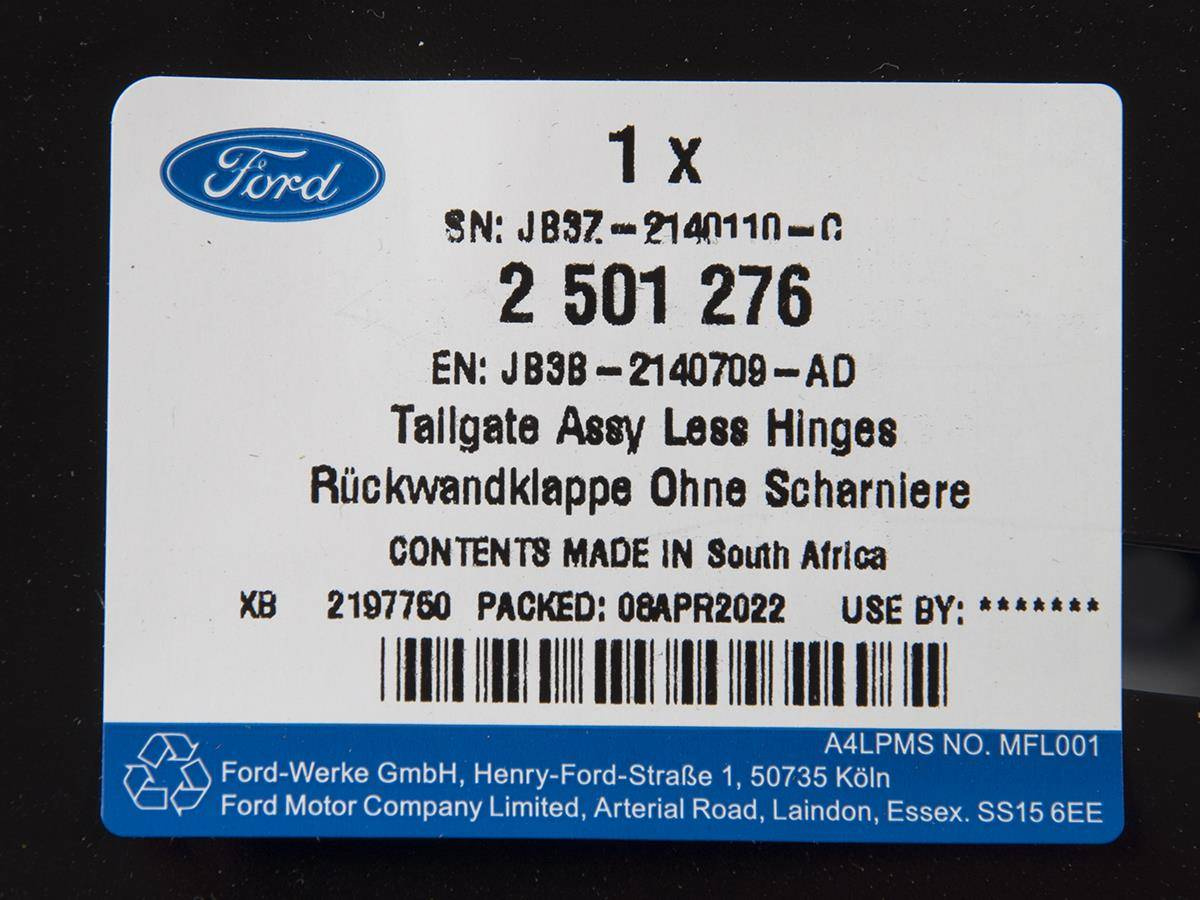 Ford
1 x
SN: JB3Z-2140110-C
2 501 276
EN: JB3B-2140709-AD
Tailgate Assy Less Hinges
Rückwandklappe Ohne Scharniere
CONTENTS MADE IN South Africa
XB 2197760 PACKED: 08APR2022 USE BY: *******
A4LPMS NO. MFL001
Ford-Werke GmbH, Henry-Ford-Straße 1, 50735 Köln
Ford Motor Company Limited, Arterial Road, Laindon, Essex. SS15 6EE